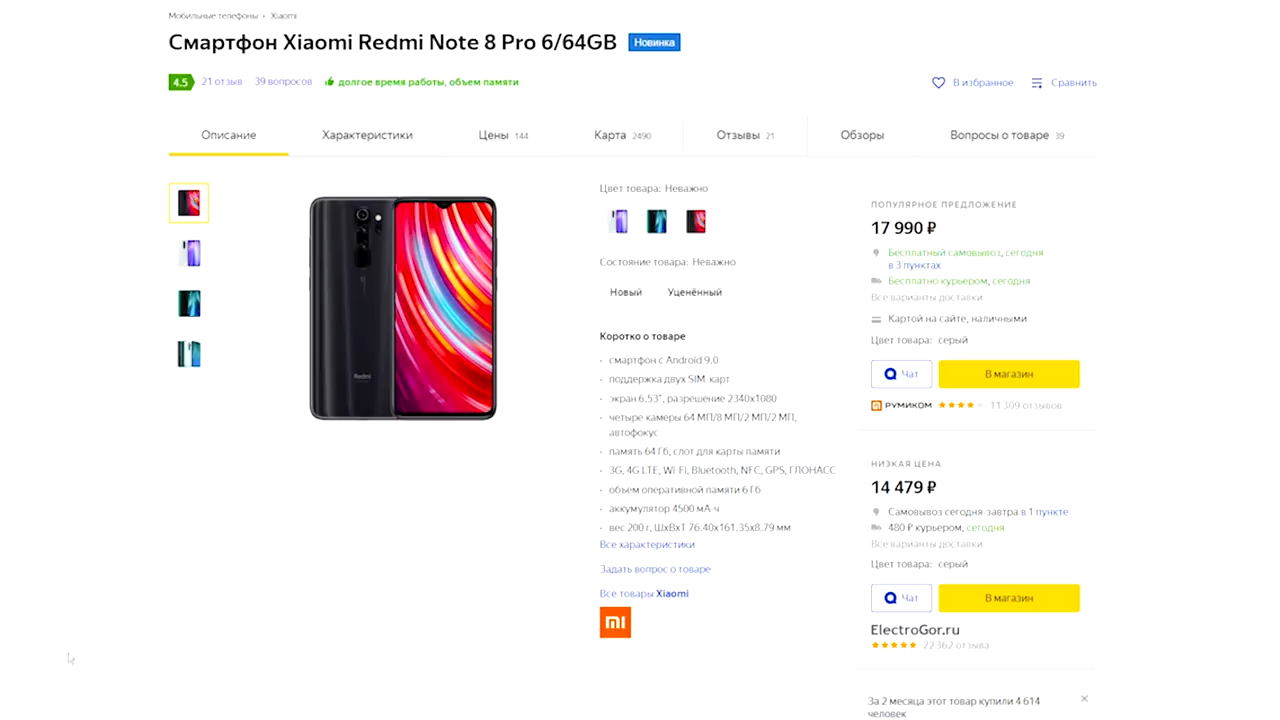 Мобильные телефоны • Xiaomi
Смартфон Xiaomi Redmi Note 8 Pro 6/64GB Новинка
4.5 21 отзыв 39 вопросов долгое время работы, объем памяти
В избранное Сравнить
Описание Характеристики Цены 144 Карта 2490 Отзывы 21 Обзоры Вопросы о товаре 39
Redmi
Цвет товара: Неважно
Состояние товара: Неважно
Новый Уценённый
Коротко о товаре
смартфон с Android 9.0
поддержка двух SIM-карт
экран 6.53", разрешение 2340x1080
четыре камеры 64 МП/8 МП/2 МП/2 МП,
автофокус
память 64 Гб, слот для карты памяти
3G, 4G LTE, Wi-Fi, Bluetooth, NFC, GPS, ГЛОНАСС
объем оперативной памяти 6 Гб
аккумулятор 4500 мА·ч
вес 200 г, ШxВxТ 76.40x161.35x8.79 мм
Все характеристики
Задать вопрос о товаре
Все товары Xiaomi
mi
ПОПУЛЯРНОЕ ПРЕДЛОЖЕНИЕ
17 990 ₽
Бесплатный самовывоз, сегодня
в 3 пунктах
Бесплатно курьером, сегодня
Все варианты доставки
Картой на сайте, наличными
Цвет товара: серый
Чат В магазин
РУМИКОМ 11 309 отзывов
НИЗКАЯ ЦЕНА
14 479 ₽
Самовывоз сегодня-завтра в 1 пункте
480 ₽ курьером, сегодня
Все варианты доставки
Цвет товара: серый
Чат В магазин
ElectroGor.ru
22 362 отзыва
За 2 месяца этот товар купили 4 614
человек